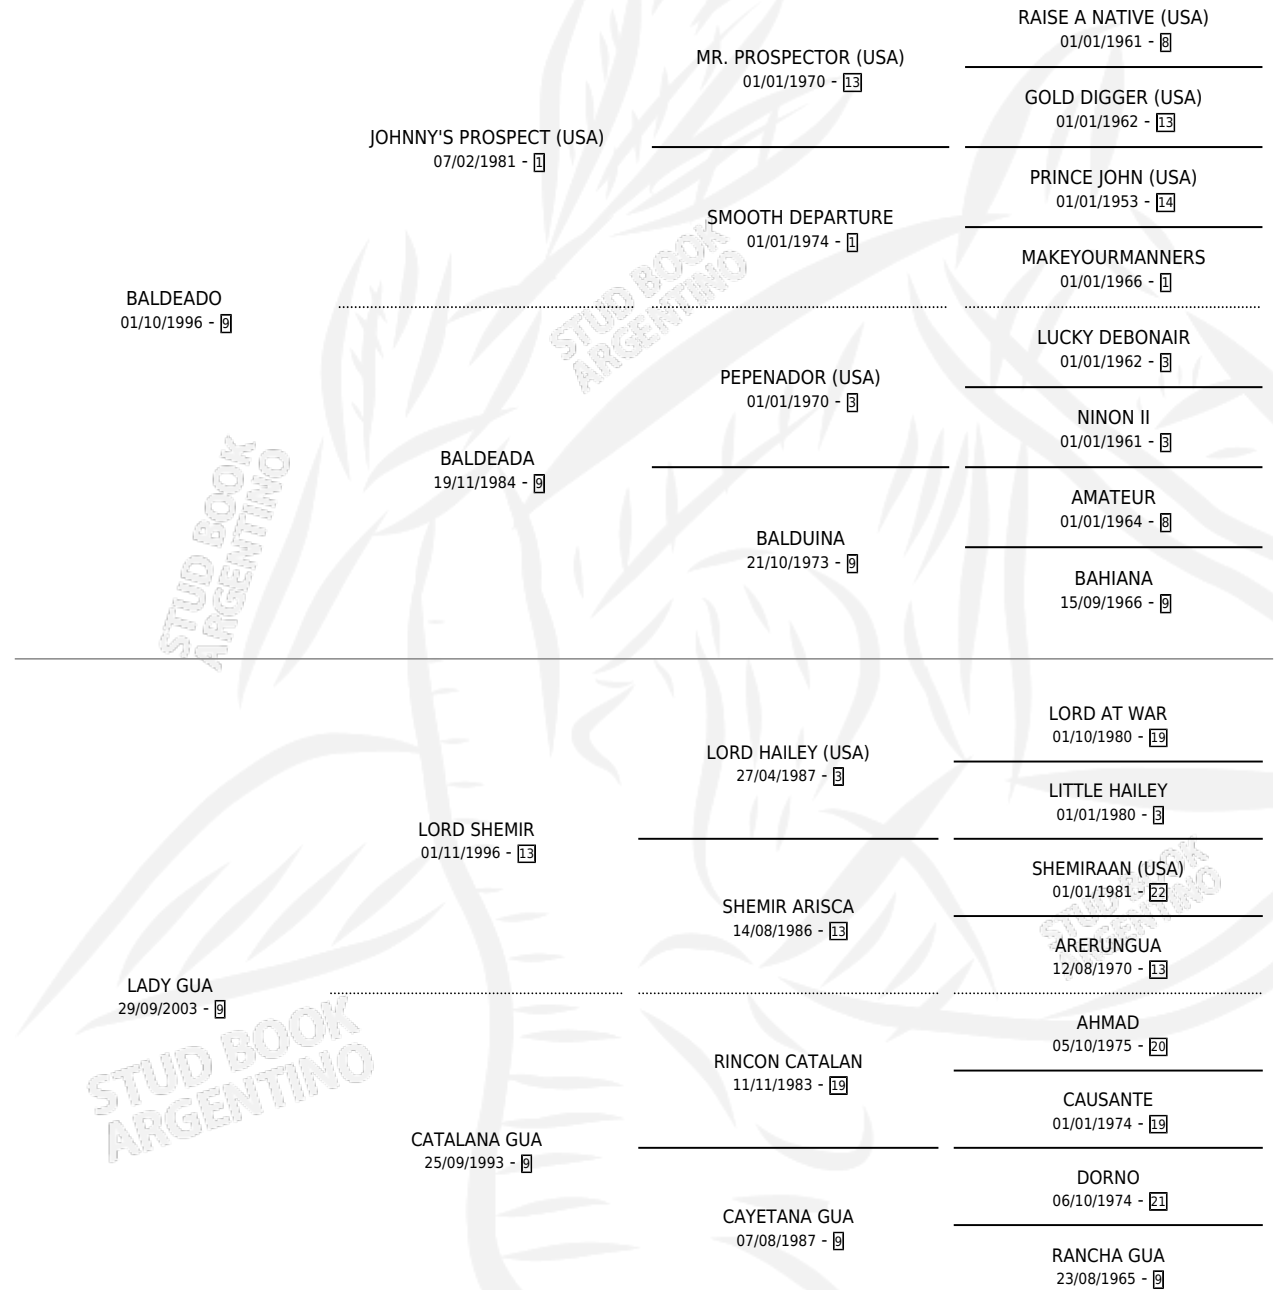 RAISE A NATIVE (USA)
01/01/1961 - 8
MR. PROSPECTOR (USA)
01/01/1970 - 13
GOLD DIGGER (USA)
01/01/1962 - 13
JOHNNY'S PROSPECT (USA)
07/02/1981 - 1
PRINCE JOHN (USA)
01/01/1953 - 14
SMOOTH DEPARTURE
01/01/1974 - 1
MAKEYOURMANNERS
01/01/1966 - 1
BALDEADO
01/10/1996 - 9
LUCKY DEBONAIR
01/01/1962 - 3
PEPENADOR (USA)
01/01/1970 - 3
NINON II
01/01/1961 - 3
BALDEADA
19/11/1984 - 9
AMATEUR
01/01/1964 - 8
BALDUINA
21/10/1973 - 9
BAHIANA
15/09/1966 - 9
LORD AT WAR
01/10/1980 - 19
LORD HAILEY (USA)
27/04/1987 - 3
LITTLE HAILEY
01/01/1980 - 3
LORD SHEMIR
01/11/1996 - 13
SHEMIRAAN (USA)
01/01/1981 - 22
SHEMIR ARISCA
14/08/1986 - 13
ARERUNGUA
12/08/1970 - 13
LADY GUA
29/09/2003 - 9
AHMAD
05/10/1975 - 20
RINCON CATALAN
11/11/1983 - 19
CAUSANTE
01/01/1974 - 19
CATALANA GUA
25/09/1993 - 9
DORNO
06/10/1974 - 21
CAYETANA GUA
07/08/1987 - 9
RANCHA GUA
23/08/1965 - 9
STUD BOOK
ARGENTINO
STUD BOOK
ARGENTINO
STUD BOOK
ARGENTINO
STUD BOOK
ARGENTINO